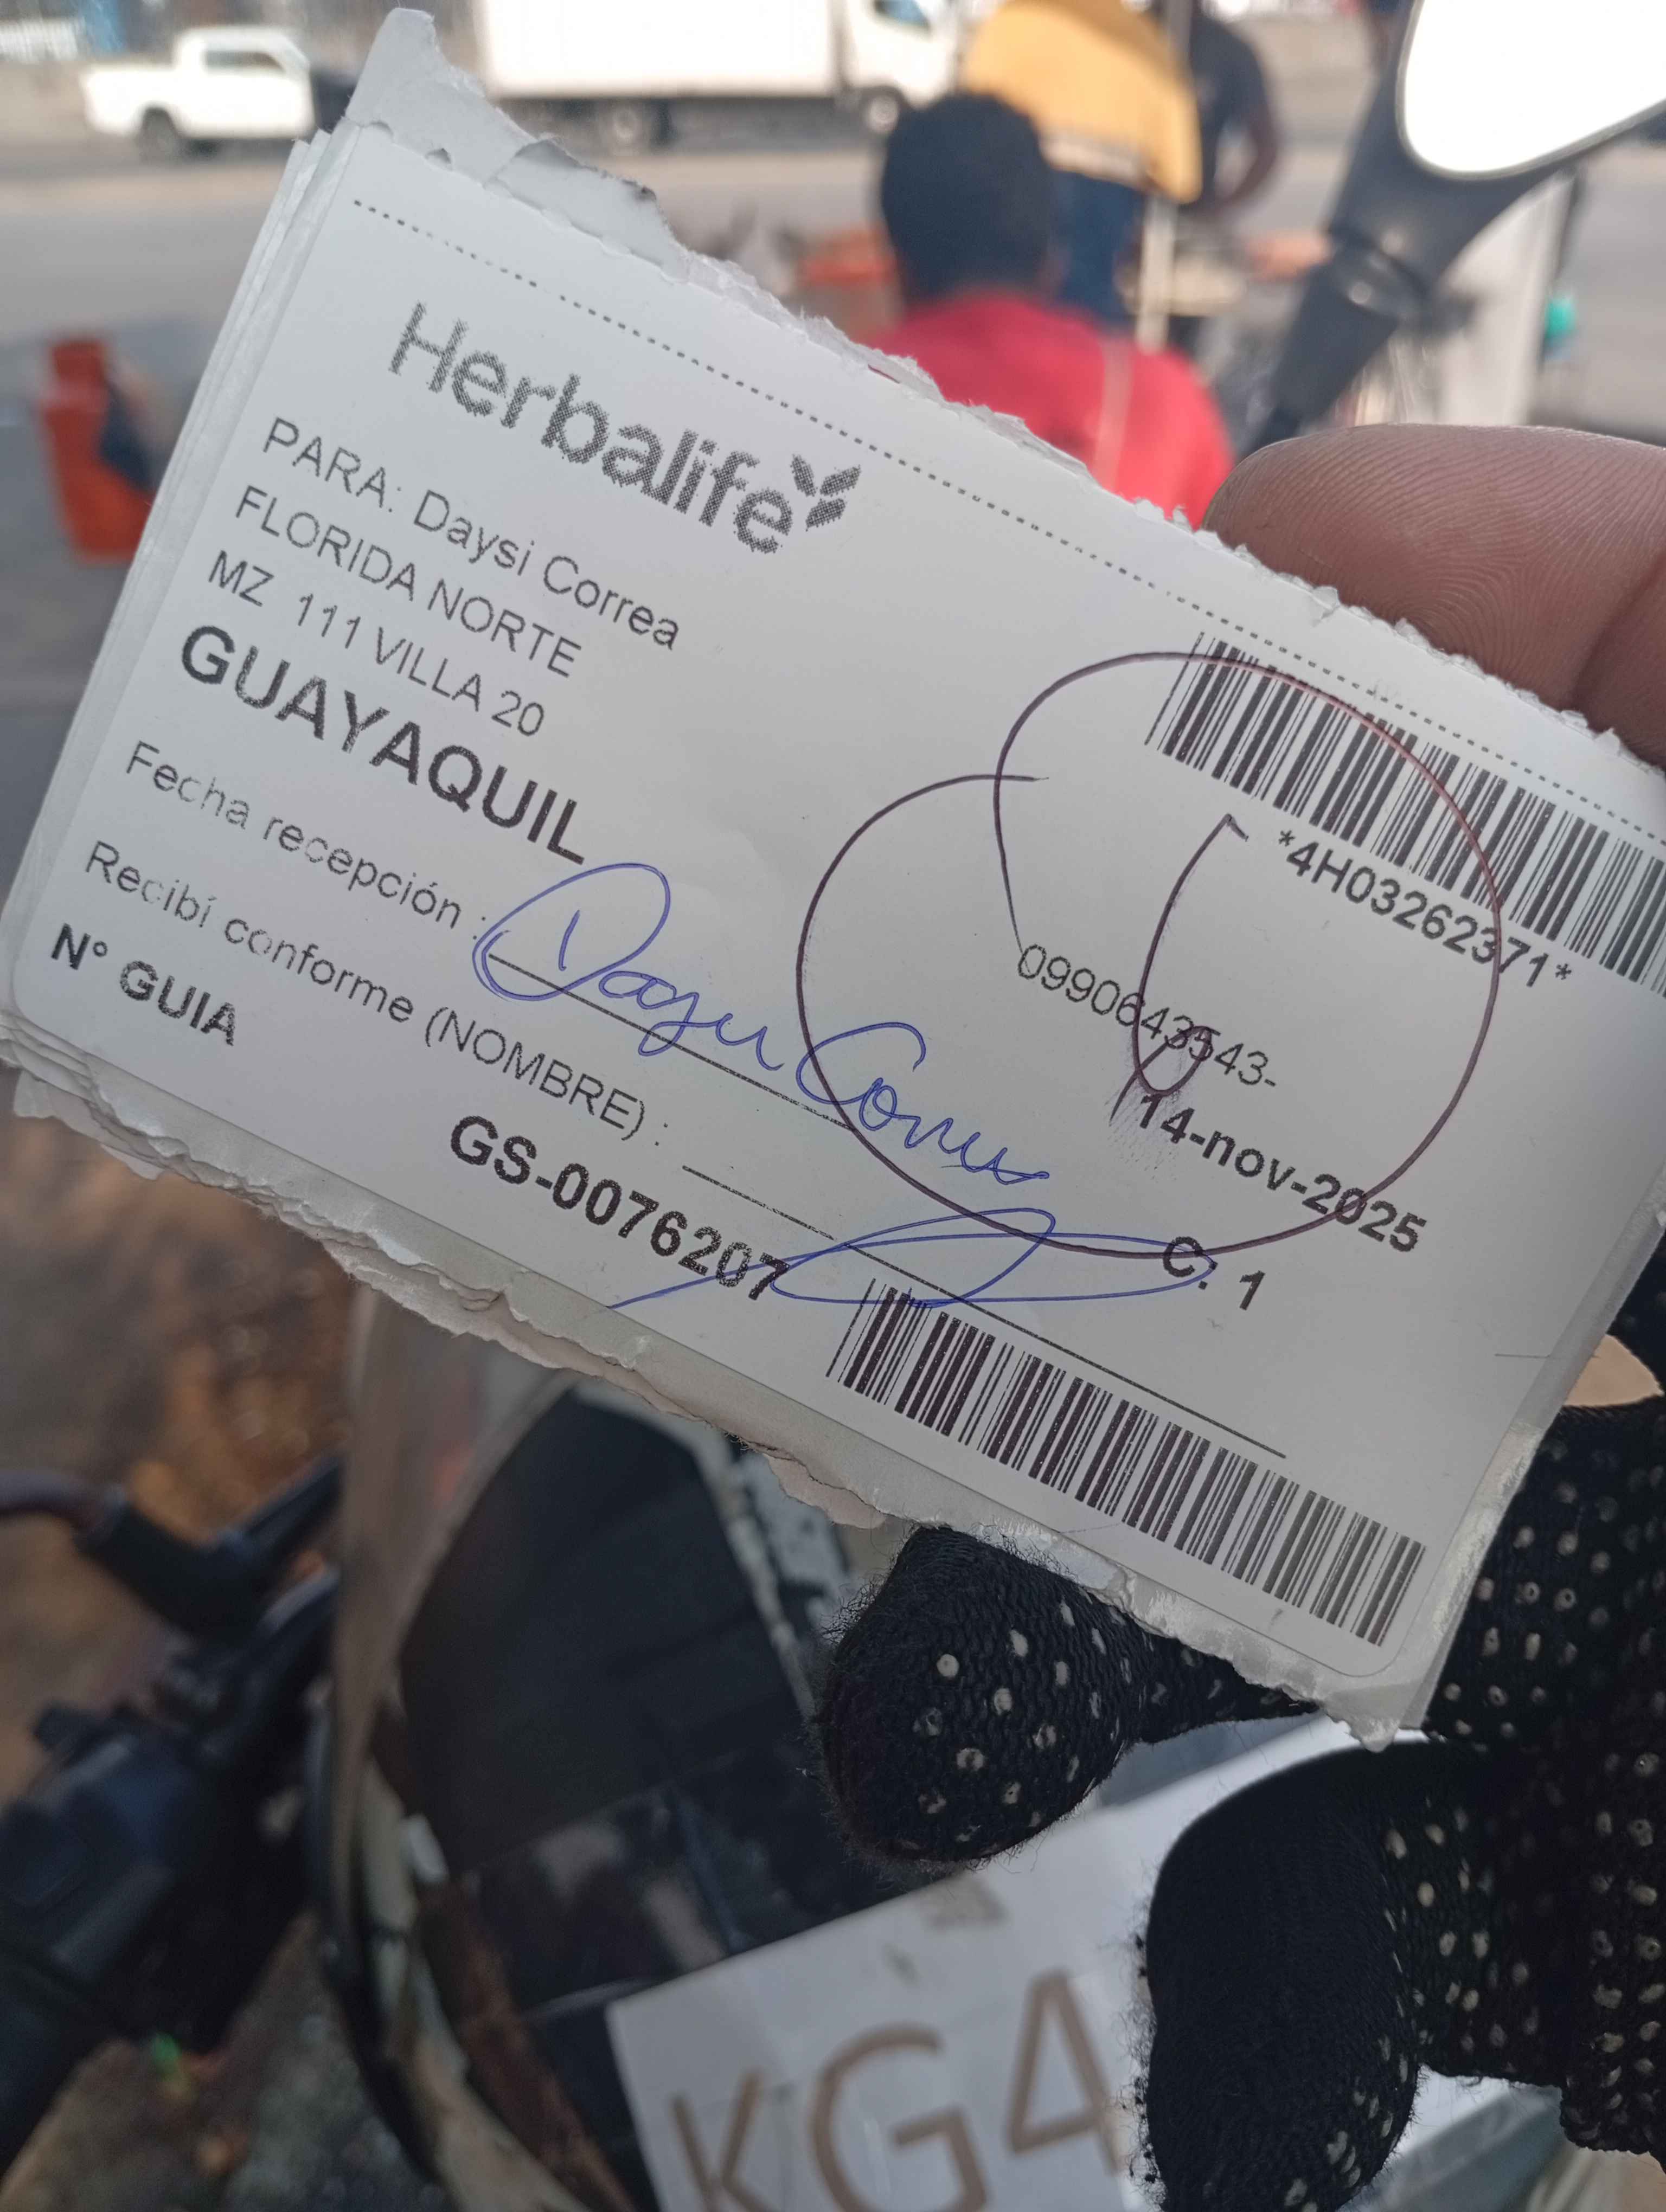 Herbalife
PARA: Daysi Correa
FLORIDA NORTE
MZ 111 VILLA 20
GUAYAQUIL
*4H03262371*
0990643543-
14-nov-2025
C. 1
Fecha recepción :
Daysi Correa
Recibí conforme (NOMBRE) :
N° GUIA
GS-0076207
KG4